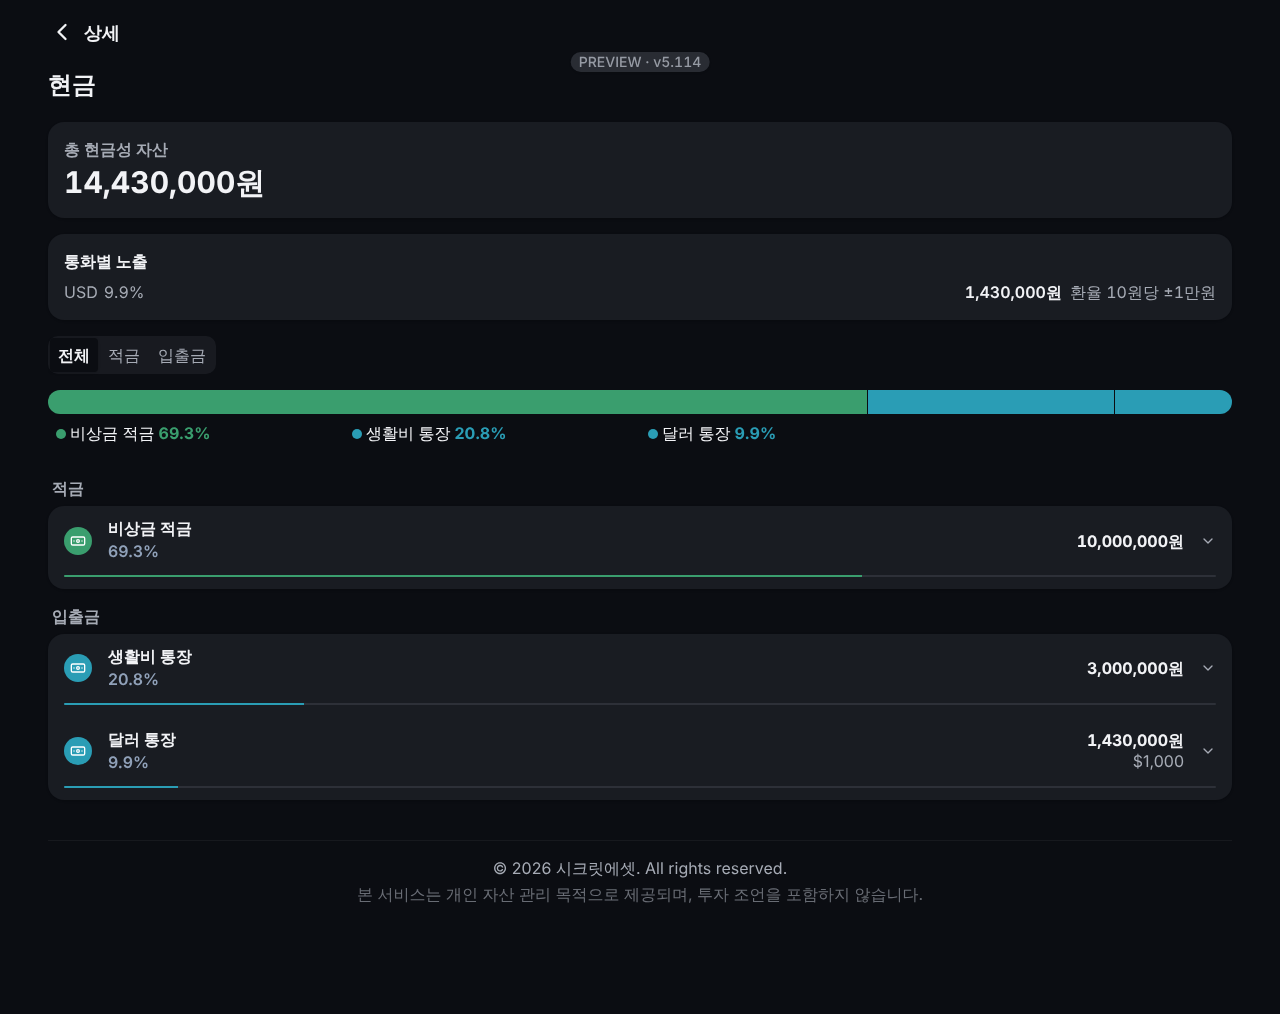 상세
PREVIEW · v5.114
현금
총 현금성 자산
14,430,000원
통화별 노출
USD 9.9%
1,430,000원 환율 10원당 ±1만원
전체 적금 입출금
비상금 적금 69.3%
생활비 통장 20.8%
달러 통장 9.9%
적금
비상금 적금
69.3%
10,000,000원
입출금
생활비 통장
20.8%
3,000,000원
달러 통장
9.9%
1,430,000원
$1,000
© 2026 시크릿에셋. All rights reserved.
본 서비스는 개인 자산 관리 목적으로 제공되며, 투자 조언을 포함하지 않습니다.